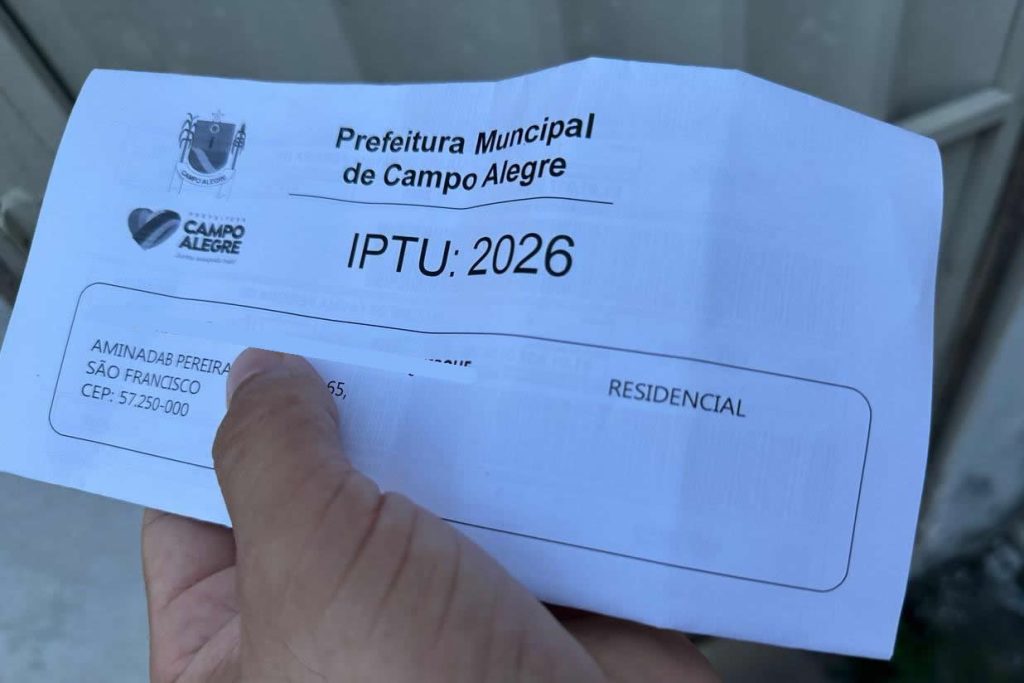 Prefeitura Muncipal
de Campo Alegre
CAMPO ALEGRE
PREFEITURA
CAMPO
ALEGRE
IPTU: 2026
AMINADAB PEREIRA
65,
SÃO FRANCISCO
CEP: 57.250-000
RESIDENCIAL